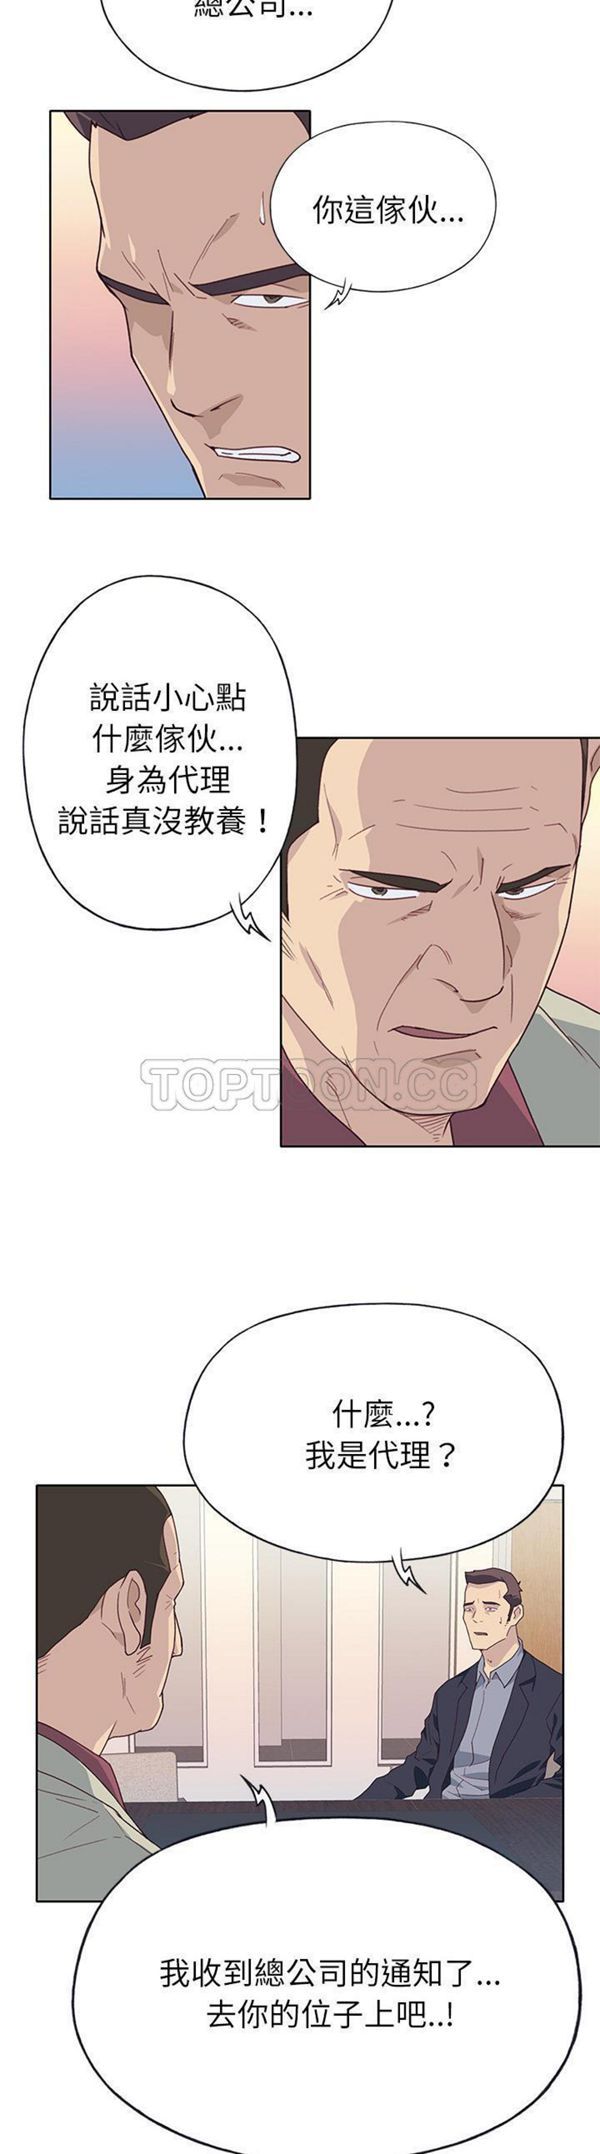 總公司...
你這傢伙...
說話小心點
什麼傢伙...
身為代理
說話真沒教養！
TOPTOON.CC
什麼...?
我是代理？
我收到總公司的通知了...
去你的位子上吧..!